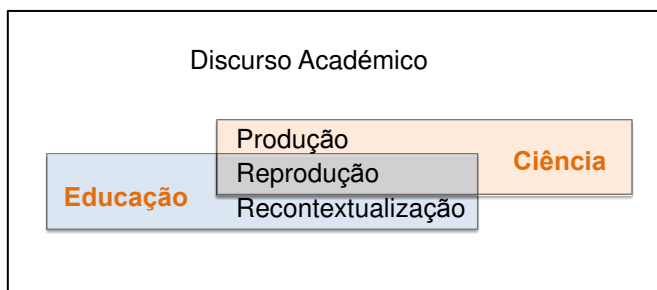 Discurso Académico
Produção
Ciência
Reprodução
Educação
Recontextualização